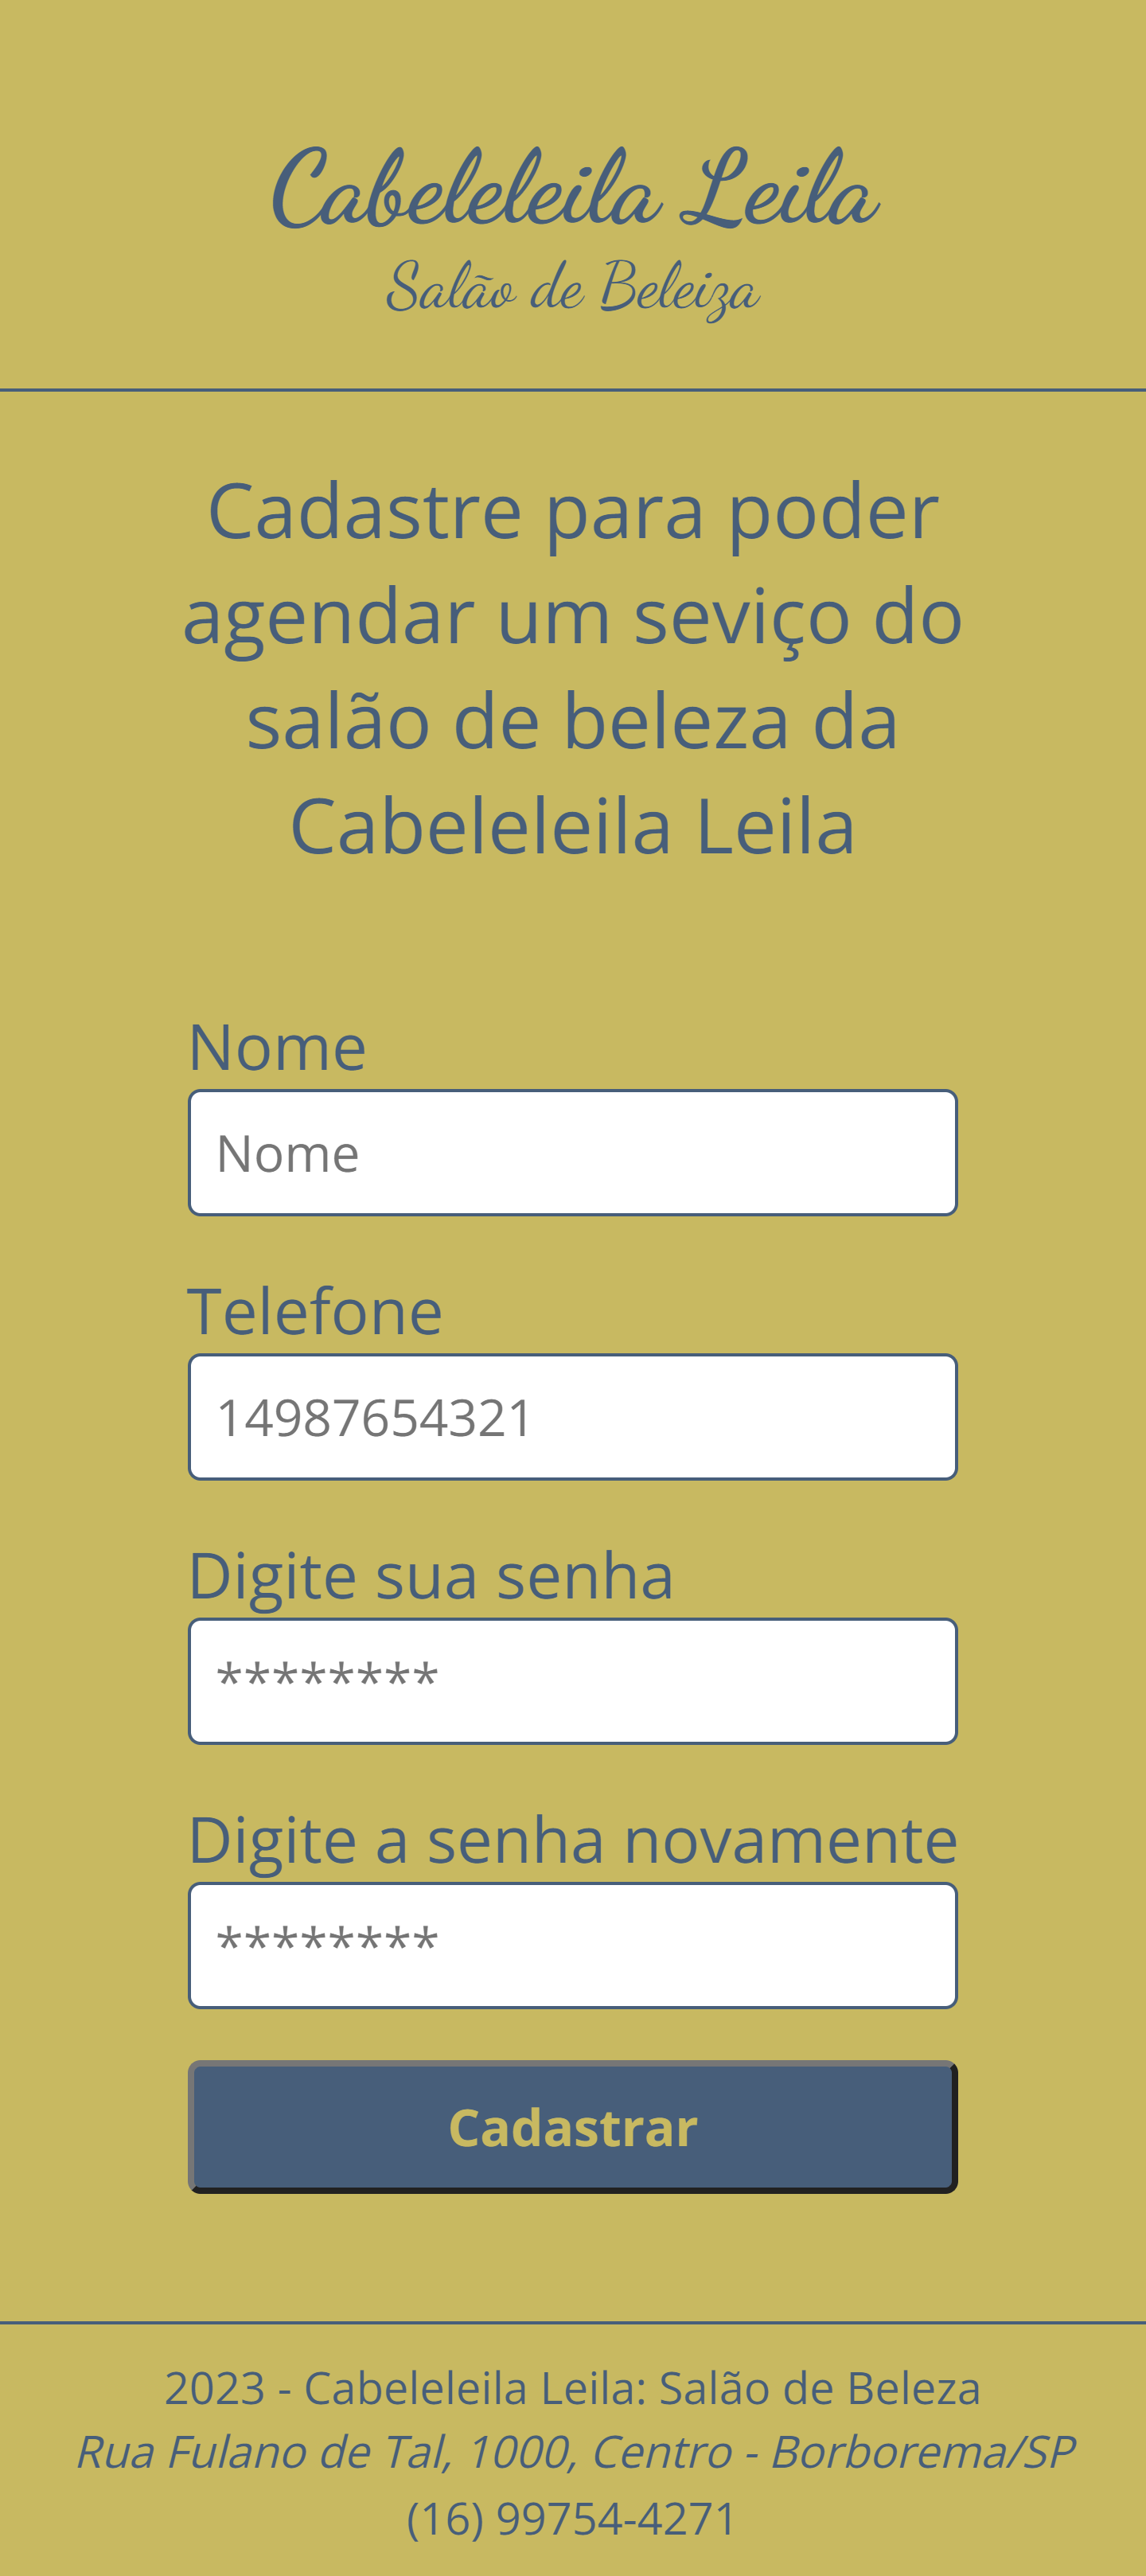 Cabeleleila Leila
Salão de Beleiza
Cadastre para poder
agendar um seviço do
salão de beleza da
Cabeleleila Leila
Nome
Nome
Telefone
14987654321
Digite sua senha
********
Digite a senha novamente
********
Cadastrar
2023 - Cabeleleila Leila: Salão de Beleza
Rua Fulano de Tal, 1000, Centro - Borborema/SP
(16) 99754-4271